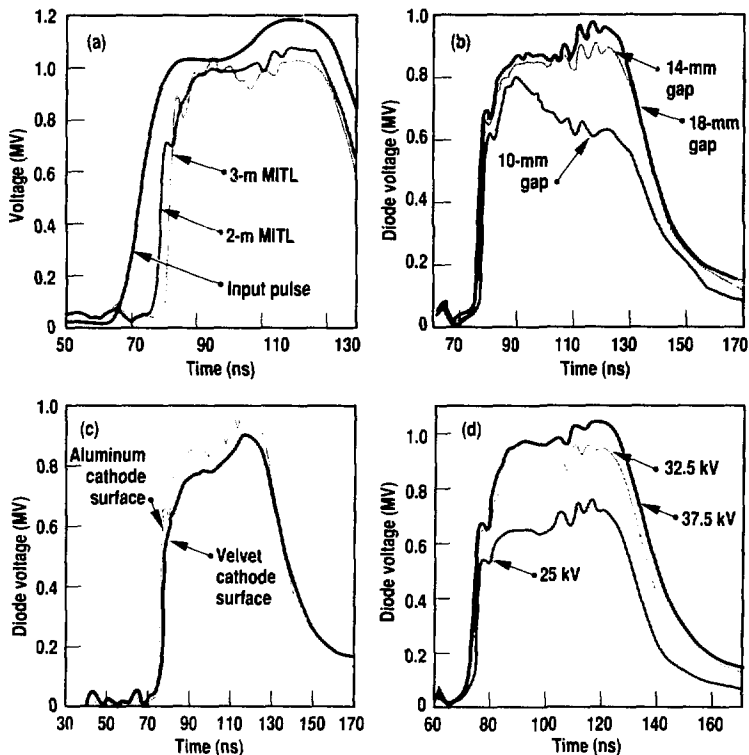 (a)
1.2
1.0
0.8
0.6
0.4
0.2
0
Voltage (MV)
3-m MITL
2-m MITL
Input pulse
50
70
90
110
130
Time (ns)
(b)
1.0
0.8
0.6
0.4
0.2
0
Diode voltage (MV)
14-mm
gap
18-mm
gap
10-mm
gap
70
90
110
130
150
170
Time (ns)
(c)
1.0
0.8
0.6
0.4
0.2
0
Diode voltage (MV)
Aluminum
cathode
surface
Velvet
cathode
surface
30
50
70
90
110
130
150
170
Time (ns)
(d)
1.0
0.8
0.6
0.4
0.2
0
Diode voltage (MV)
32.5 kV
37.5 kV
25 kV
60
80
100
120
140
160
Time (ns)